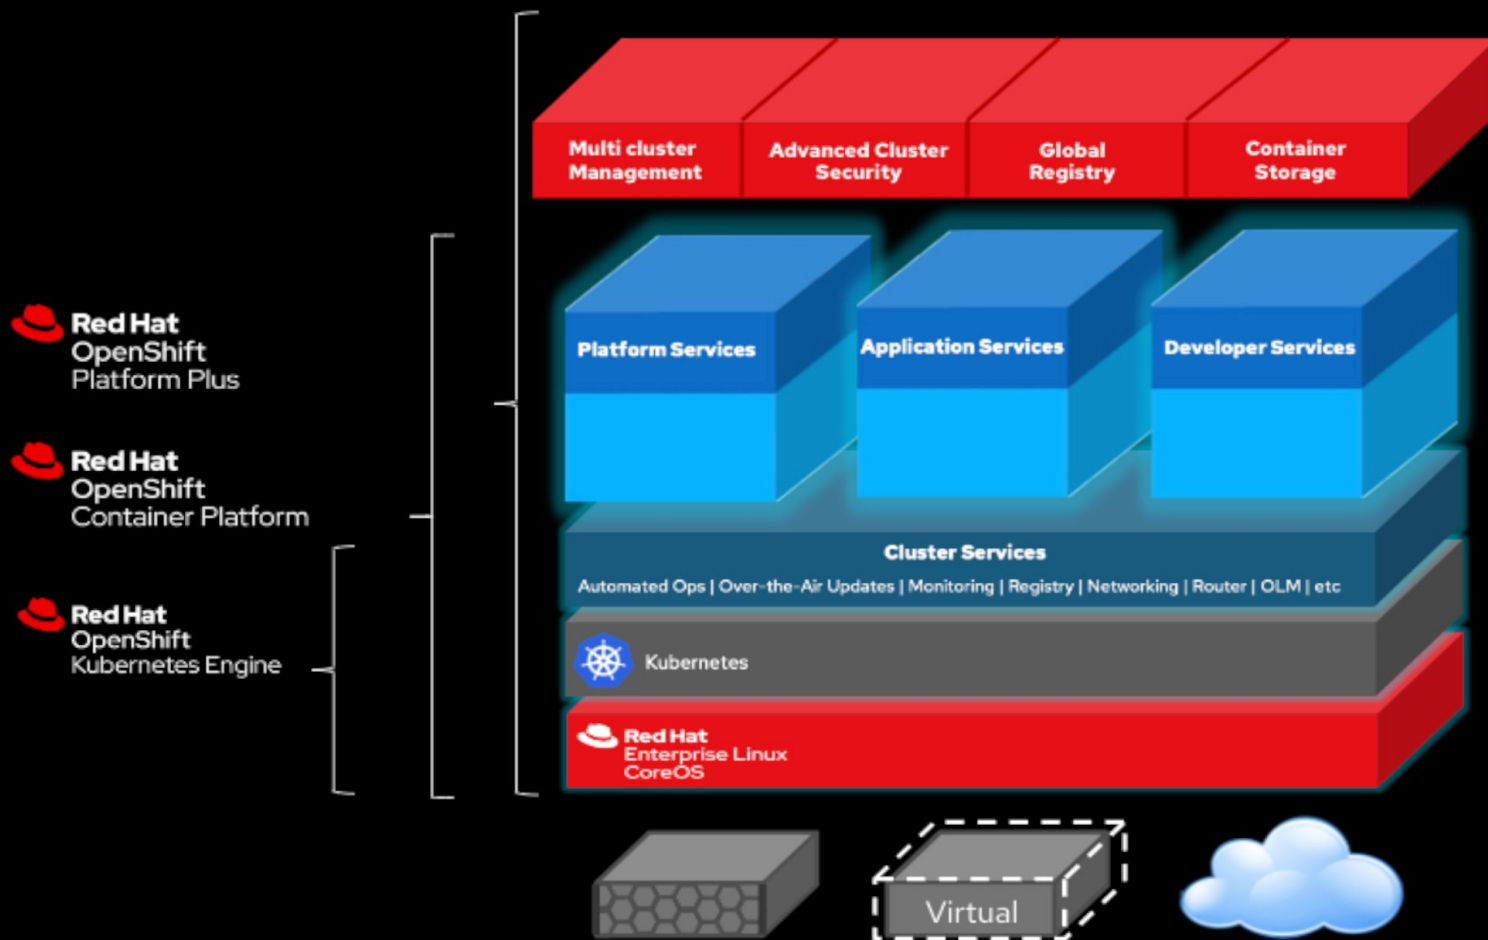 Multi cluster
Management
Advanced Cluster
Security
Global
Registry
Container
Storage
Red Hat
OpenShift
Platform Plus
Platform Services
Application Services
Developer Services
Red Hat
OpenShift
Container Platform
Cluster Services
Automated Ops | Over-the-Air Updates | Monitoring | Registry | Networking | Router | OLM | etc
Red Hat
OpenShift
Kubernetes Engine
Kubernetes
Red Hat
Enterprise Linux
CoreOS
Virtual